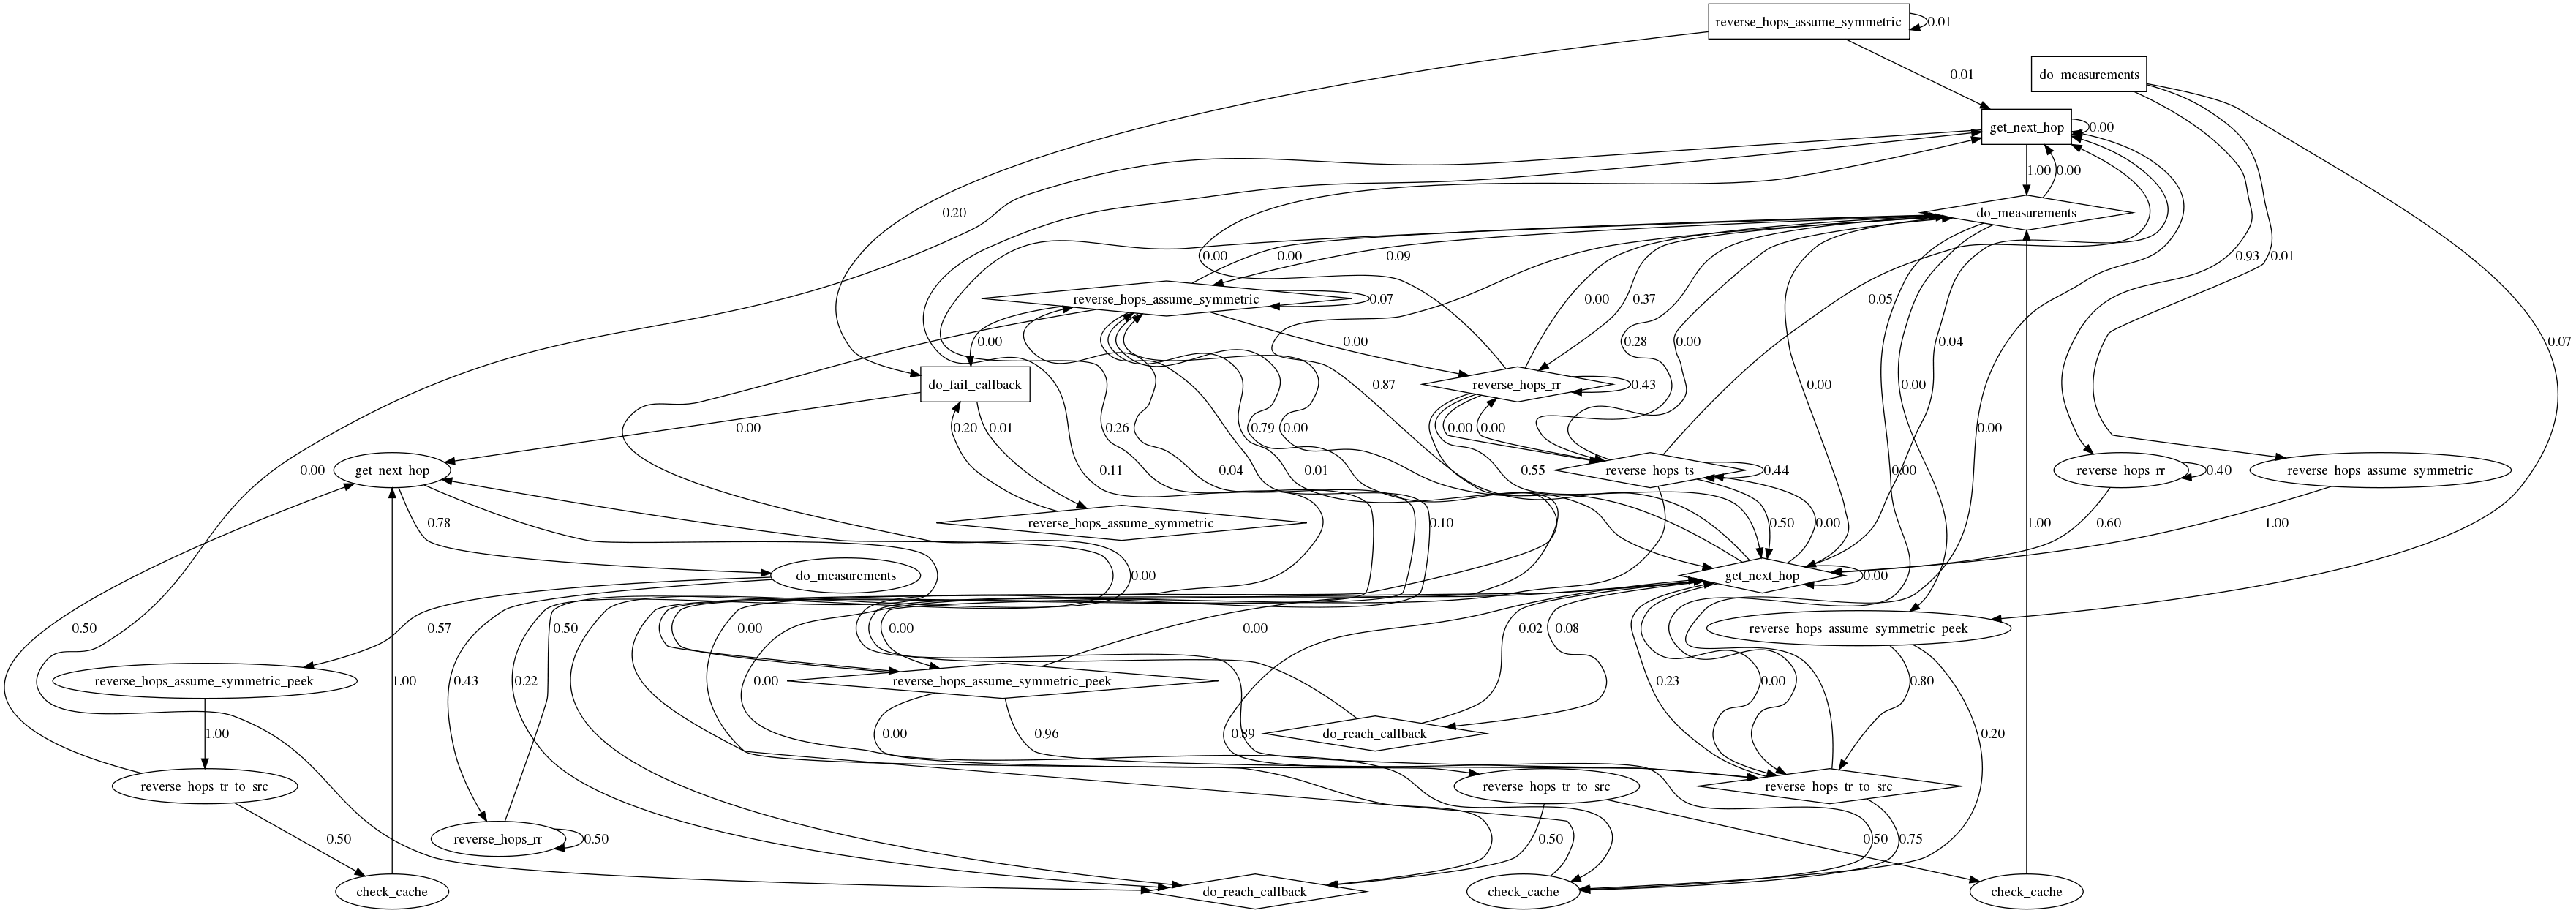 reverse_hops_assume_symmetric
0.01
do_measurements
0.01
get_next_hop
0.00
1.00
0.00
0.20
do_measurements
0.00
0.00
0.09
0.93
0.01
reverse_hops_assume_symmetric
0.07
0.00
0.37
0.05
0.00
0.00
0.28
0.00
0.04
0.07
do_fail_callback
reverse_hops_rr
0.43
0.87
0.00
0.00
0.00
0.20
0.01
0.26
0.79
0.00
0.00
0.00
0.00
get_next_hop
0.00
0.11
0.04
0.01
0.55
reverse_hops_ts
0.44
0.00
reverse_hops_rr
0.40
reverse_hops_assume_symmetric
0.78
reverse_hops_assume_symmetric
0.10
0.50
0.00
1.00
0.60
1.00
do_measurements
0.00
get_next_hop
0.00
0.50
0.57
0.50
0.00
0.00
0.00
0.02
0.08
reverse_hops_assume_symmetric_peek
reverse_hops_assume_symmetric_peek
1.00
0.43
0.22
0.00
reverse_hops_assume_symmetric_peek
0.23
0.00
0.80
1.00
0.00
0.96
0.89
do_reach_callback
0.20
reverse_hops_tr_to_src
reverse_hops_tr_to_src
reverse_hops_tr_to_src
0.50
reverse_hops_rr
0.50
0.50
0.50
0.75
check_cache
do_reach_callback
check_cache
check_cache